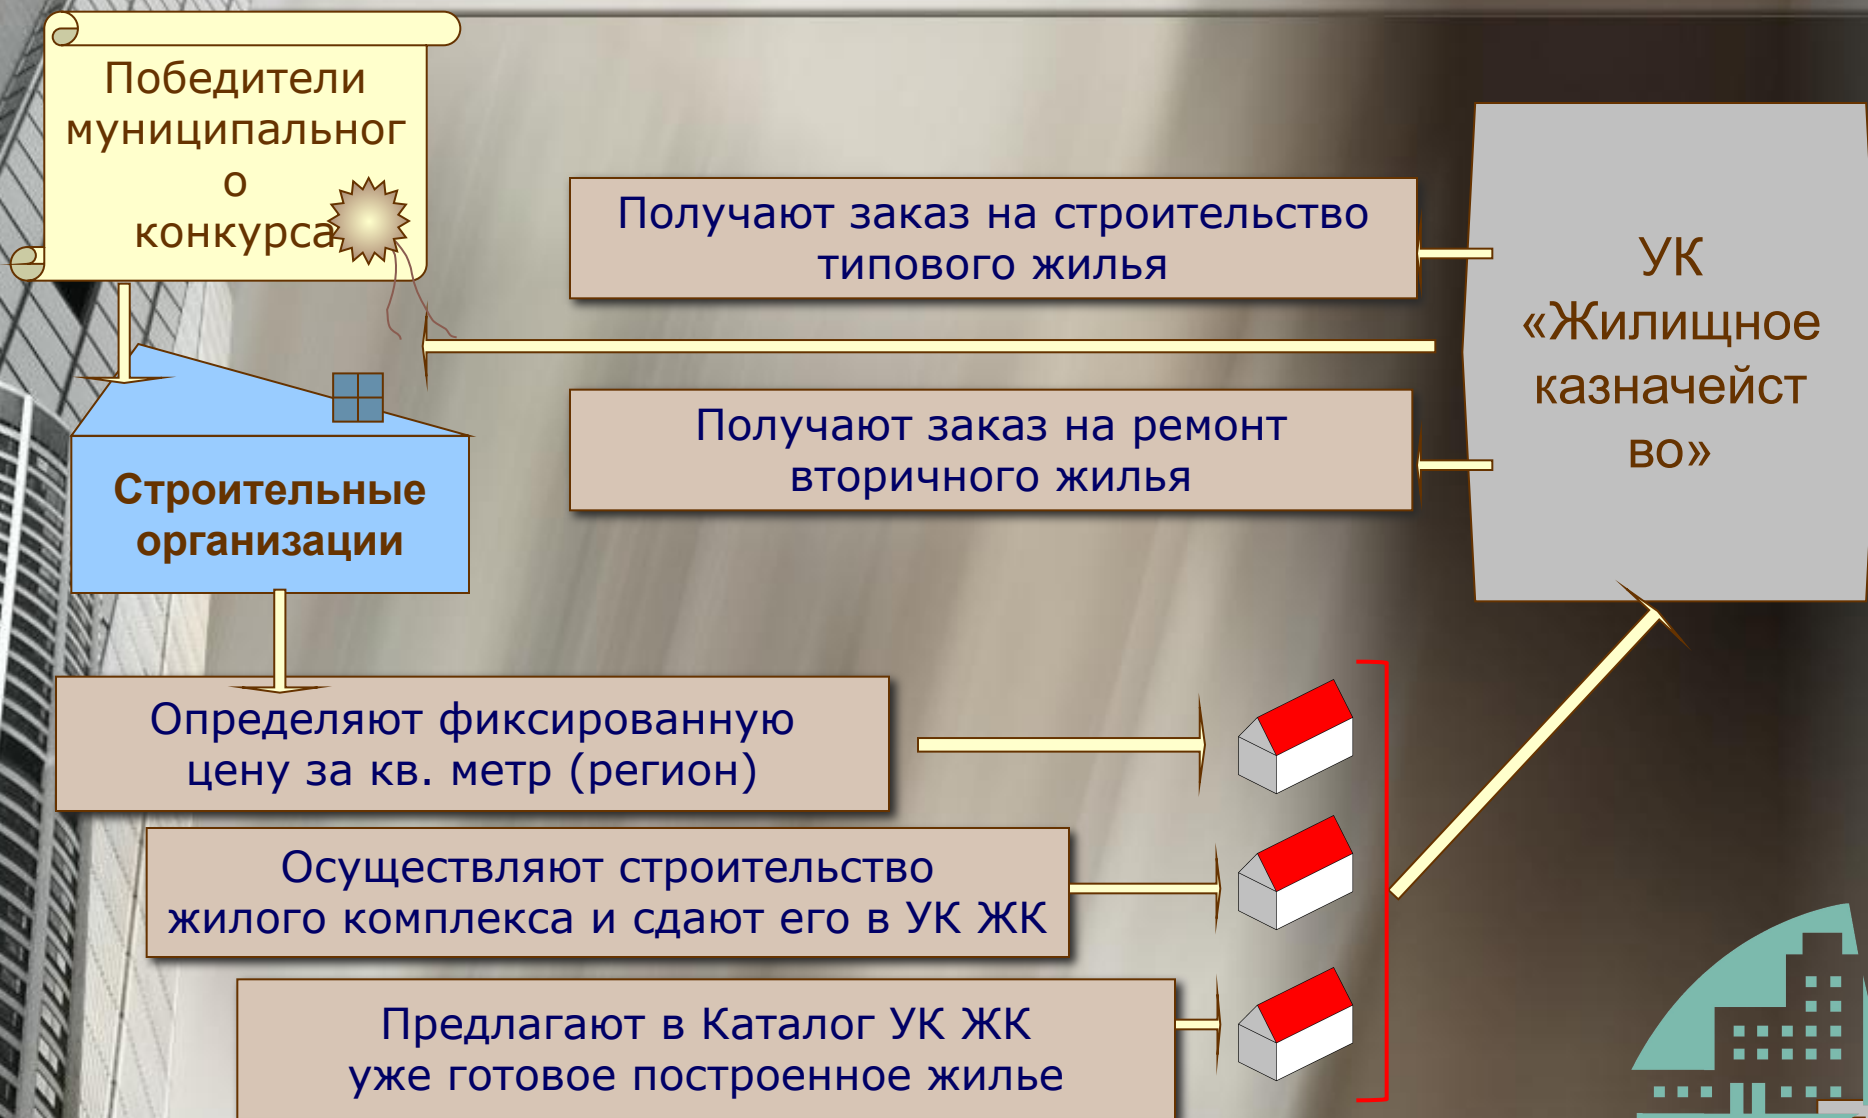 Победители
муниципальног
о
конкурса
Получают заказ на строительство
типового жилья
УК
«Жилищное
казначейст
во»
Получают заказ на ремонт
вторичного жилья
Строительные
организации
Определяют фиксированную
цену за кв. метр (регион)
Осуществляют строительство
жилого комплекса и сдают его в УК ЖК
Предлагают в Каталог УК ЖК
уже готовое построенное жилье